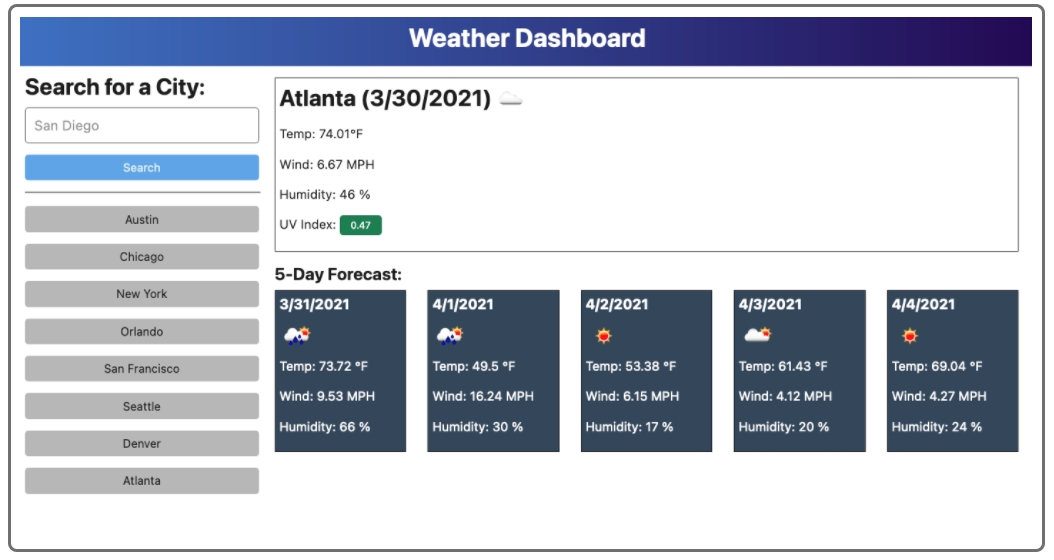 Weather Dashboard
Search for a City:
San Diego
Search
Austin
Chicago
New York
Orlando
San Francisco
Seattle
Denver
Atlanta
Atlanta (3/30/2021)
Temp: 74.01°F
Wind: 6.67 MPH
Humidity: 46 %
UV Index: 0.47
5-Day Forecast:
3/31/2021
Temp: 73.72 °F
Wind: 9.53 MPH
Humidity: 66 %
4/1/2021
Temp: 49.5 °F
Wind: 16.24 MPH
Humidity: 30 %
4/2/2021
Temp: 53.38 °F
Wind: 6.15 MPH
Humidity: 17 %
4/3/2021
Temp: 61.43 °F
Wind: 4.12 MPH
Humidity: 20 %
4/4/2021
Temp: 69.04 °F
Wind: 4.27 MPH
Humidity: 24 %